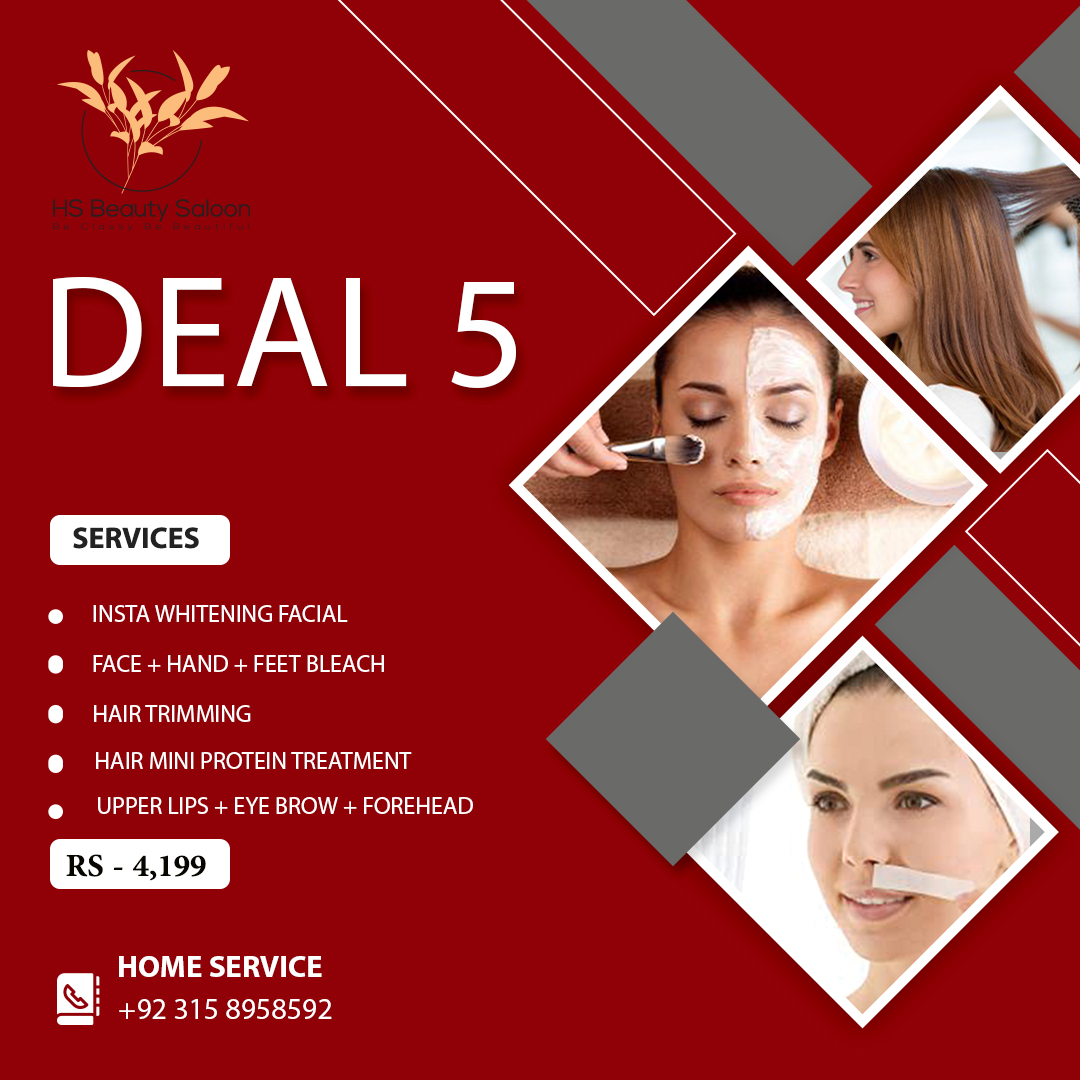 HS Beauty Saloon
DEAL 5
SERVICES
INSTA WHITENING FACIAL
FACE + HAND + FEET BLEACH
HAIR TRIMMING
HAIR MINI PROTEIN TREATMENT
UPPER LIPS + EYE BROW + FOREHEAD
RS - 4,199
HOME SERVICE
+92 315 8958592